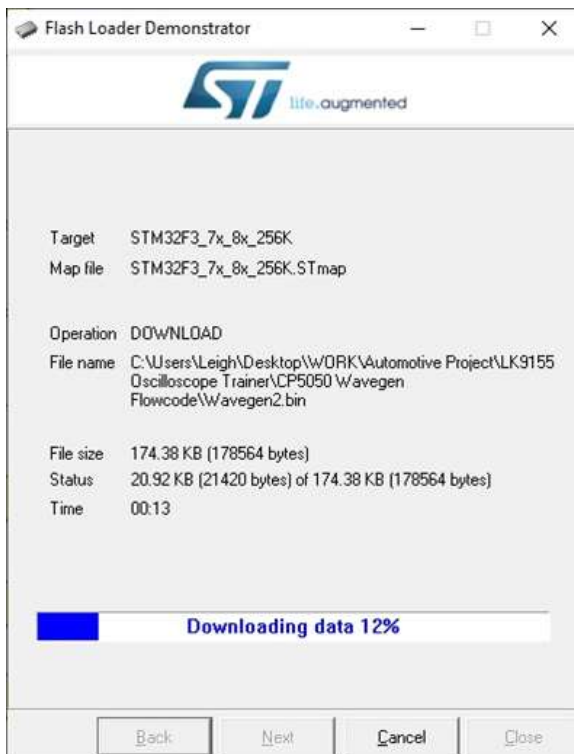 Flash Loader Demonstrator
ST life.augmented
Target STM32F3_7x_8x_256K
Map file STM32F3_7x_8x_256K.STmap
Operation DOWNLOAD
File name C:\Users\Leigh\Desktop\WORK\Automotive Project\LK9155
Oscilloscope Trainer\CP5050 Wavegen
Flowcode\Wavegen2.bin
File size 174.38 KB (178564 bytes)
Status 20.92 KB (21420 bytes) of 174.38 KB (178564 bytes)
Time 00:13
Downloading data 12%
Back Next Cancel Close